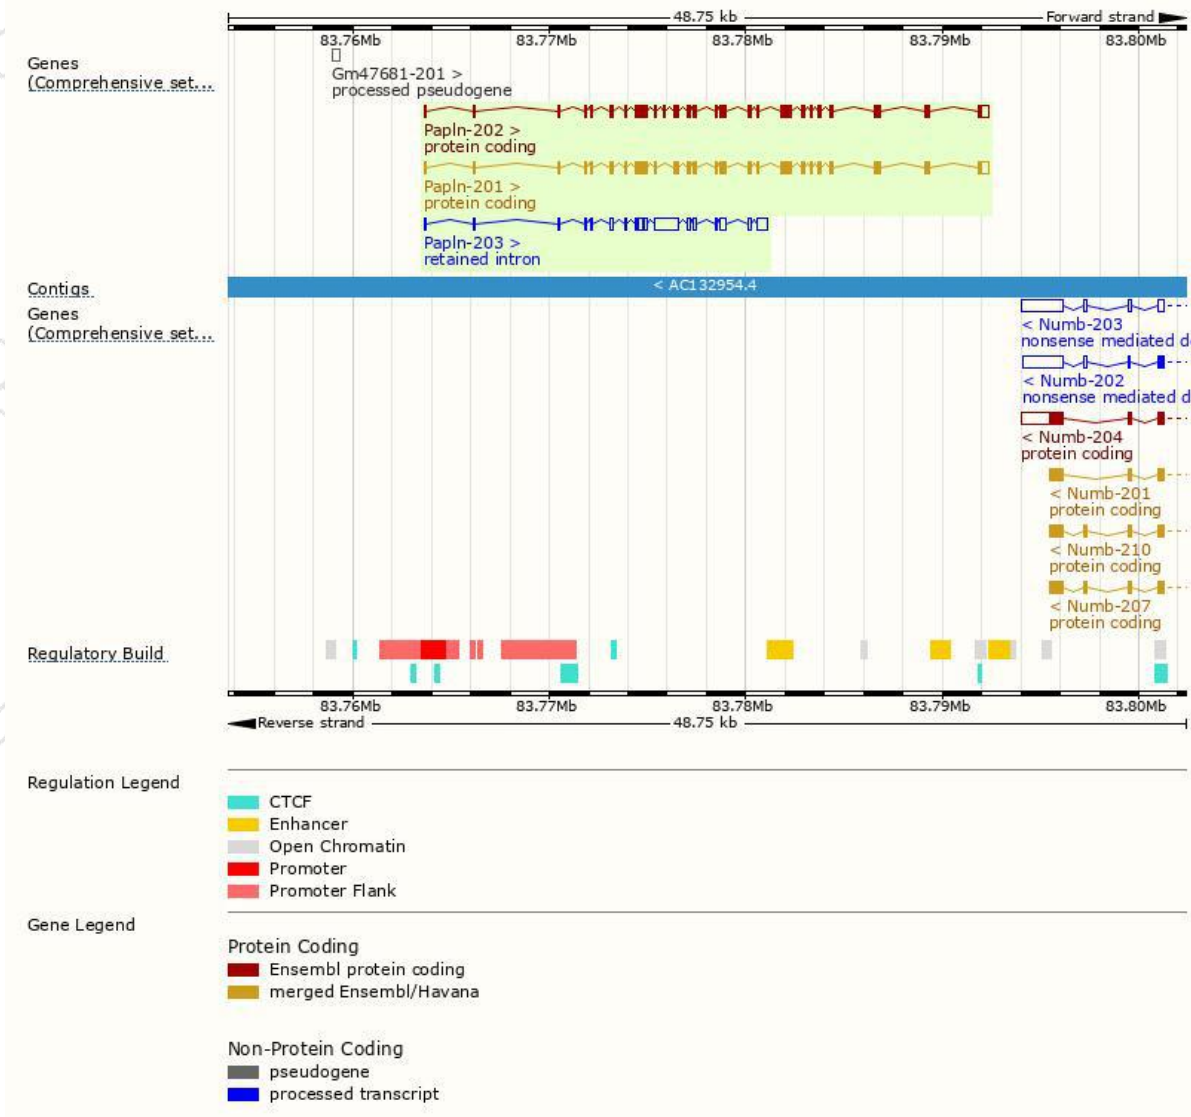 48.75 kb Forward strand
83.76Mb 83.77Mb 83.78Mb 83.79Mb 83.80Mb
Genes
(Comprehensive set...
Gm47681-201 >
processed pseudogene
Papln-202 >
protein coding
Papln-201 >
protein coding
Papln-203 >
retained intron
Contigs
< AC132954.4
Genes
(Comprehensive set...
< Numb-203
nonsense mediated de
< Numb-202
nonsense mediated d
< Numb-204
protein coding
< Numb-201
protein coding
< Numb-210
protein coding
< Numb-207
protein coding
Regulatory Build
83.76Mb 83.77Mb 83.78Mb 83.79Mb 83.80Mb
Reverse strand 48.75 kb
Regulation Legend
CTCF
Enhancer
Open Chromatin
Promoter
Promoter Flank
Gene Legend
Protein Coding
Ensembl protein coding
merged Ensembl/Havana
Non-Protein Coding
pseudogene
processed transcript